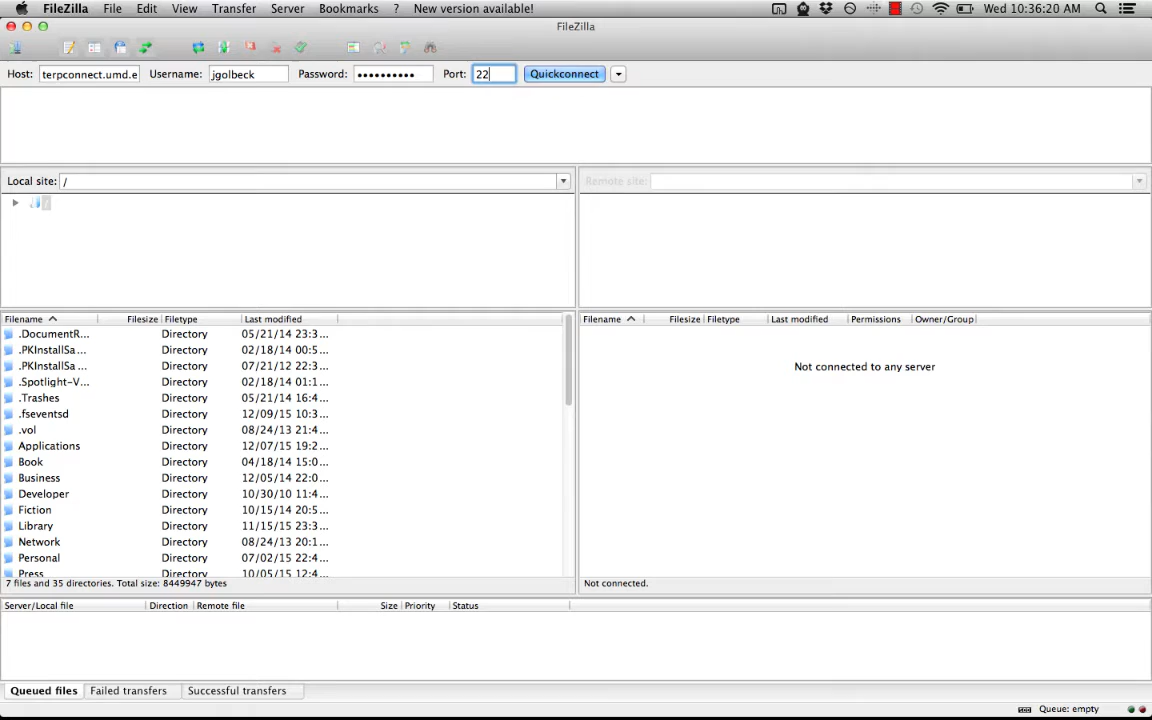 FileZilla File Edit View Transfer Server Bookmarks ? New version available! Wed 10:36:20 AM
FileZilla
Host: terpconnect.umd.e Username: jgolbeck Password: •••••••••• Port: 22 Quickconnect
Local site: / Remote site:
/
Filename Filesize Filetype Last modified
.DocumentR... Directory 05/21/14 23:3...
.PKInstallSa... Directory 02/18/14 00:5...
.PKInstallSa ... Directory 07/21/12 22:3...
.Spotlight-V... Directory 02/18/14 01:1...
.Trashes Directory 05/21/14 16:4...
.fseventsd Directory 12/09/15 10:3...
.vol Directory 08/24/13 21:4...
Applications Directory 12/07/15 19:2...
Book Directory 04/18/14 15:0...
Business Directory 12/05/14 22:0...
Developer Directory 10/30/10 11:4...
Fiction Directory 10/15/14 20:5...
Library Directory 11/15/15 23:3...
Network Directory 08/24/13 20:1...
Personal Directory 07/02/15 22:4...
Press Directory 10/05/15 12:4...
7 files and 35 directories. Total size: 8449947 bytes
Filename Filesize Filetype Last modified Permissions Owner/Group
Not connected to any server
Not connected.
Server/Local file Direction Remote file Size Priority Status
Queued files Failed transfers Successful transfers
Queue: empty